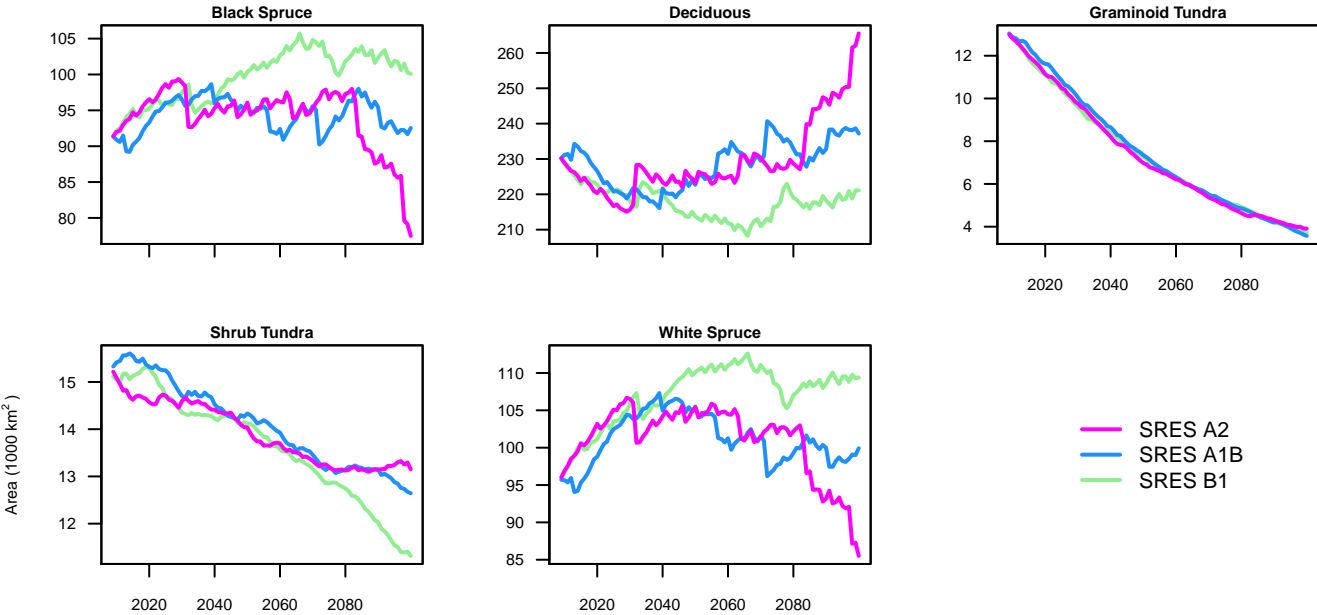 Black Spruce
105
100
95
90
85
80
Deciduous
260
250
240
230
220
210
2020 2040 2060 2080
Graminoid Tundra
12
10
8
6
4
Shrub Tundra
15
14
13
12
2020 2040 2060 2080
White Spruce
110
105
100
95
90
85
2020 2040 2060 2080
Area (1000 km²)
SRES A2
SRES A1B
SRES B1